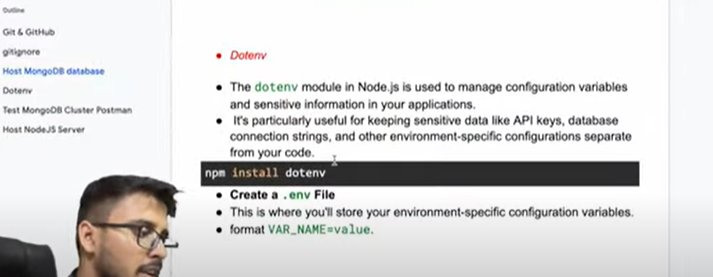 Outline
Git & GitHub
gitignore
Host MongoDB database
Dotenv
Test MongoDB Cluster Postman
Host NodeJS Server
Dotenv
The dotenv module in Node.js is used to manage configuration variables
and sensitive information in your applications.
It's particularly useful for keeping sensitive data like API keys, database
connection strings, and other environment-specific configurations separate
from your code.
npm install dotenv
Create a .env File
This is where you'll store your environment-specific configuration variables.
format VAR_NAME=value.